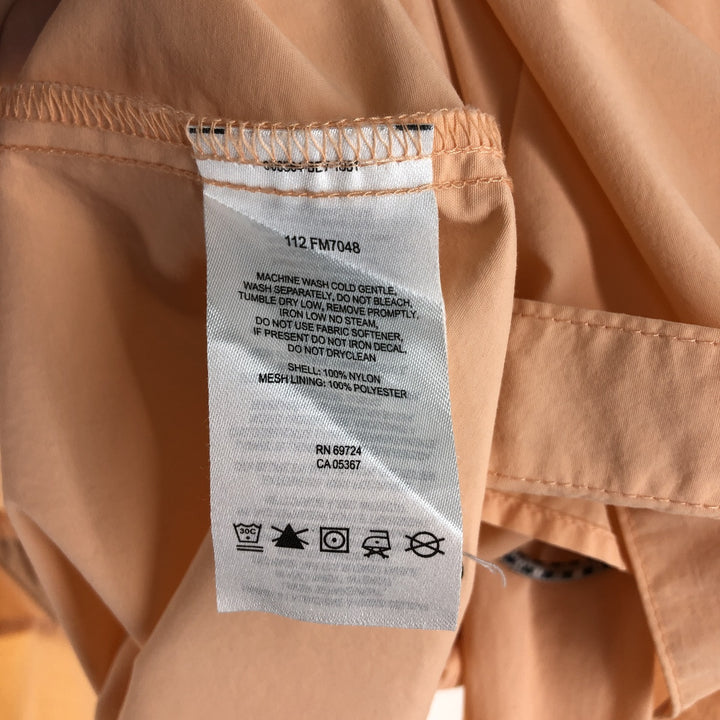 112 FM7048
MACHINE WASH COLD GENTLE,
WASH SEPARATELY, DO NOT BLEACH,
TUMBLE DRY LOW, REMOVE PROMPTLY.
IRON LOW NO STEAM,
DO NOT USE FABRIC SOFTENER,
IF PRESENT DO NOT IRON DECAL,
DO NOT DRYCLEAN
SHELL: 100% NYLON
MESH LINING: 100% POLYESTER
RN 69724
CA 05367
30C